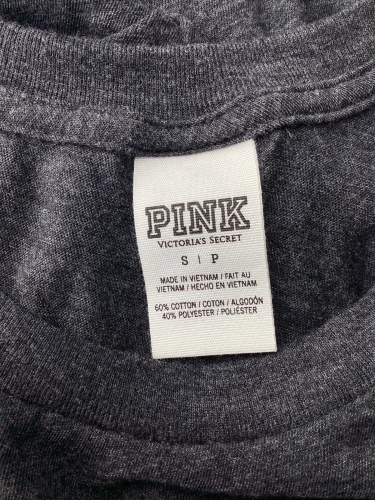 PINK
VICTORIA'S SECRET
S | P
MADE IN VIETNAM / FAIT AU
VIETNAM / HECHO EN VIETNAM
60% COTTON / COTON / ALGODÓN
40% POLYESTER / POLIÉSTER